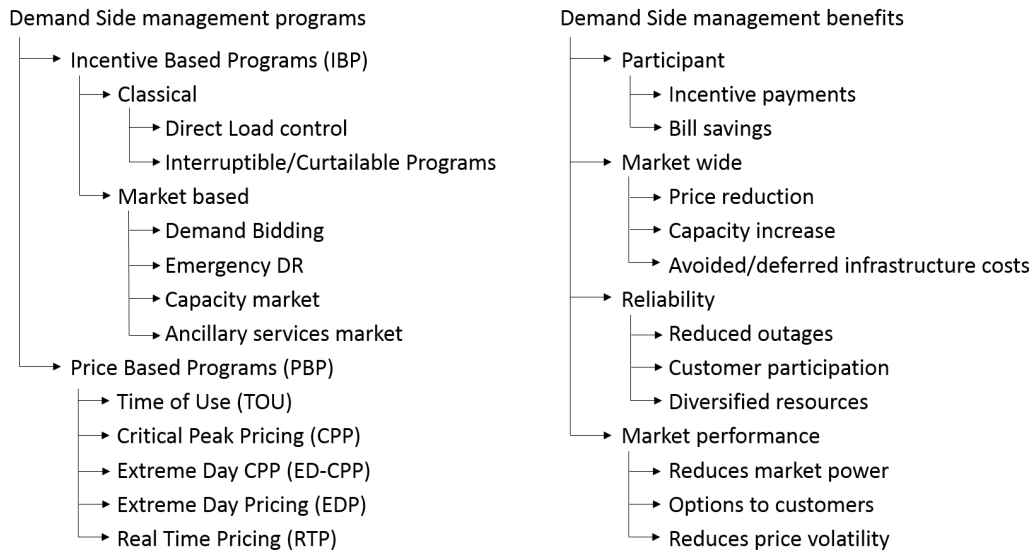 Demand Side management programs
Incentive Based Programs (IBP)
Classical
Direct Load control
Interruptible/Curtailable Programs
Market based
Demand Bidding
Emergency DR
Capacity market
Ancillary services market
Price Based Programs (PBP)
Time of Use (TOU)
Critical Peak Pricing (CPP)
Extreme Day CPP (ED-CPP)
Extreme Day Pricing (EDP)
Real Time Pricing (RTP)
Demand Side management benefits
Participant
Incentive payments
Bill savings
Market wide
Price reduction
Capacity increase
Avoided/deferred infrastructure costs
Reliability
Reduced outages
Customer participation
Diversified resources
Market performance
Reduces market power
Options to customers
Reduces price volatility